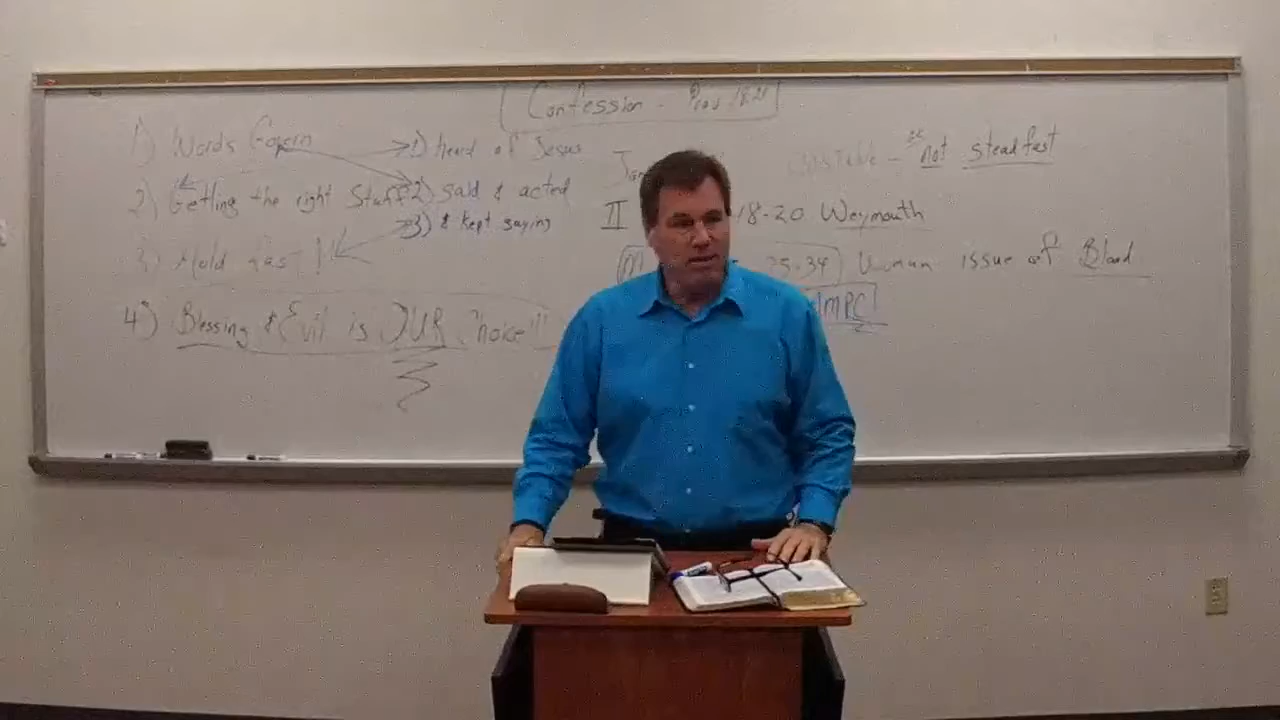 Confession - Prov 18:21
1) Words Govern
2) Getting the right Stuff
3) Hold fast
4) Blessing & Evil is OUR Choice!!!
1) heard of Jesus
2) said & acted
3) & kept saying
unstable - not steadfast
II 18-20 Weymouth
25-34 Woman issue of Blood
AMPC!